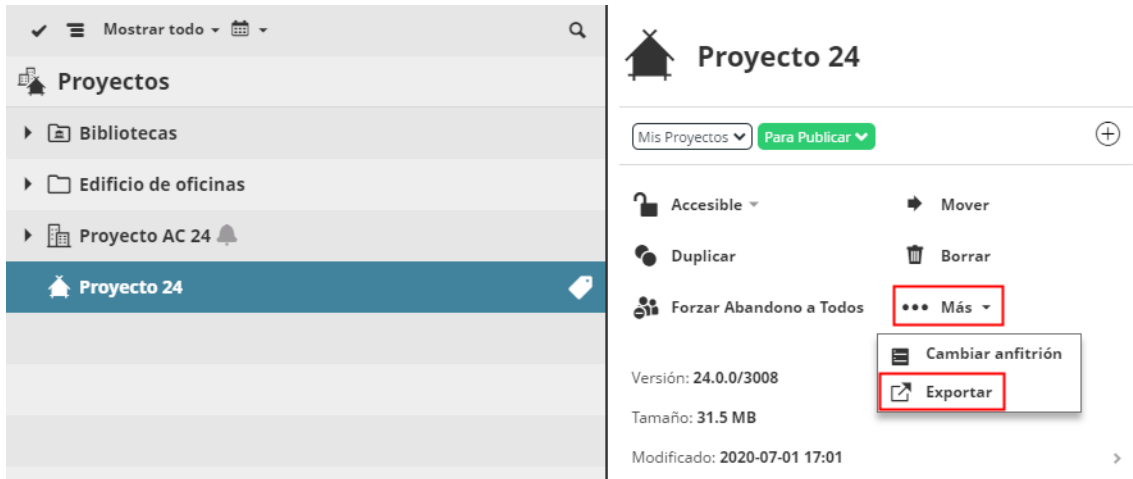 Mostrar todo
Proyectos
Bibliotecas
Edificio de oficinas
Proyecto AC 24
Proyecto 24
Proyecto 24
Mis Proyectos
Para Publicar
Accesible
Mover
Duplicar
Borrar
Forzar Abandono a Todos
Más
Cambiar anfitrión
Exportar
Versión: 24.0.0/3008
Tamaño: 31.5 MB
Modificado: 2020-07-01 17:01